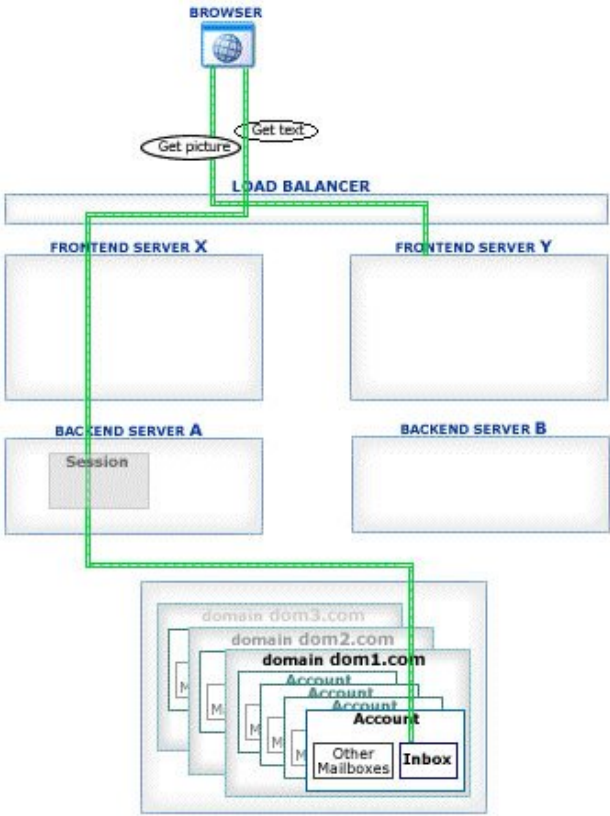 BROWSER
Get text
Get picture
LOAD BALANCER
FRONTEND SERVER X
FRONTEND SERVER Y
BACKEND SERVER A
BACKEND SERVER B
Session
domain dom3.com
domain dom2.com
domain dom1.com
Account
Account
Account
Account
M
M
M
M
M
Other
Mailboxes
Inbox